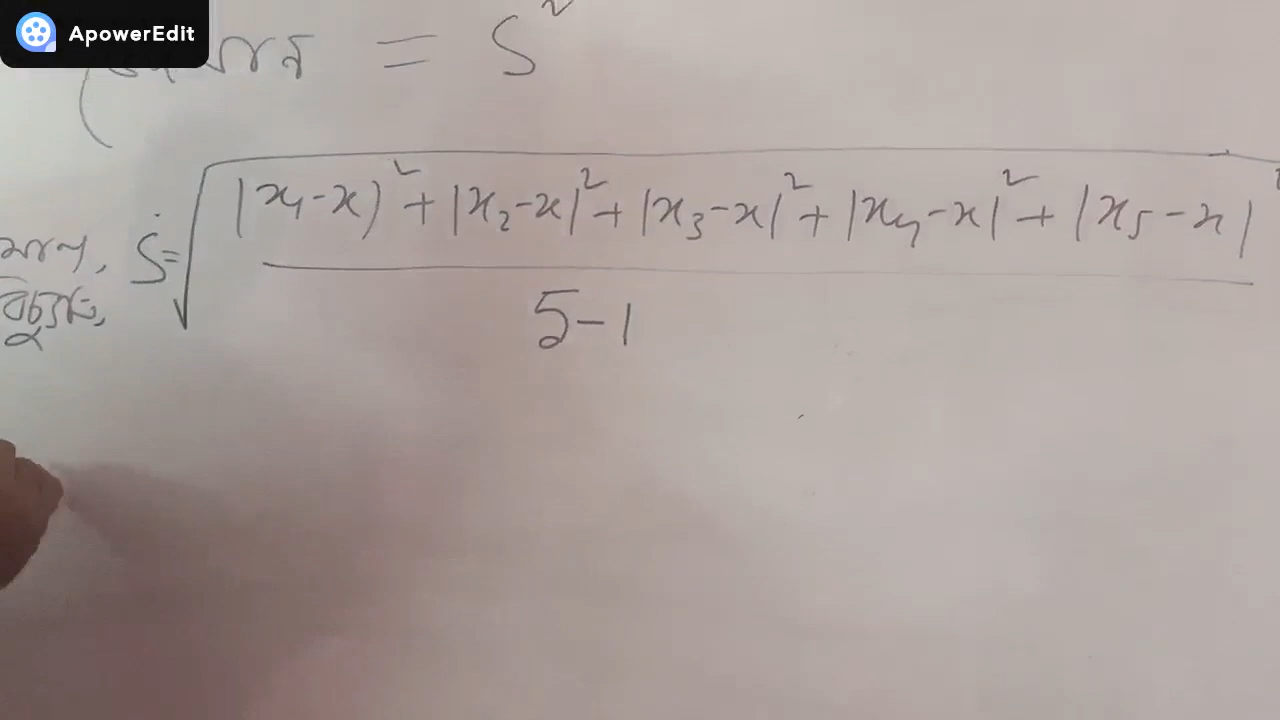 ApowerEdit
= S²
S = √
|x₁-x)² + |x₂-x|² + |x₃-x|² + |x₄-x|² + |x₅-x|²
5-1